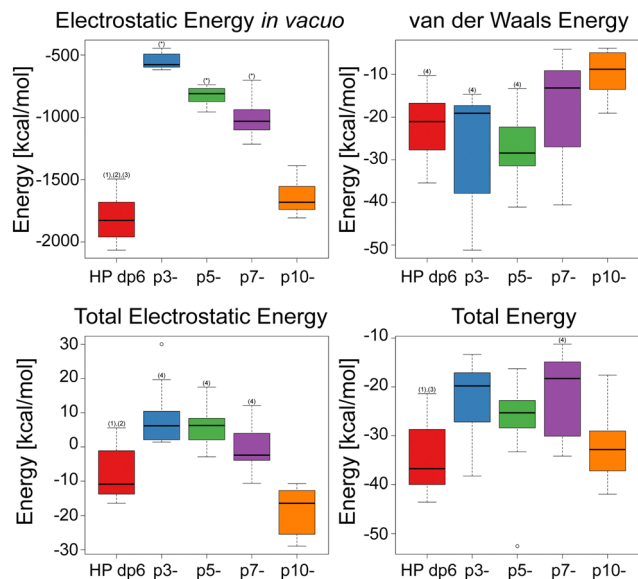 Electrostatic Energy in vacuo
Energy [kcal/mol]
-500
-1000
-1500
-2000
(1),(2),(3)
(*)
(*)
(*)
HP dp6 p3- p5- p7- p10-
van der Waals Energy
Energy [kcal/mol]
-10
-20
-30
-40
-50
(4)
(4)
(4)
HP dp6 p3- p5- p7- p10-
Total Electrostatic Energy
Energy [kcal/mol]
30
20
10
0
-10
-20
-30
(1),(2)
(4)
(4)
(4)
HP dp6 p3- p5- p7- p10-
Total Energy
Energy [kcal/mol]
-10
-20
-30
-40
-50
(1),(3)
(4)
HP dp6 p3- p5- p7- p10-